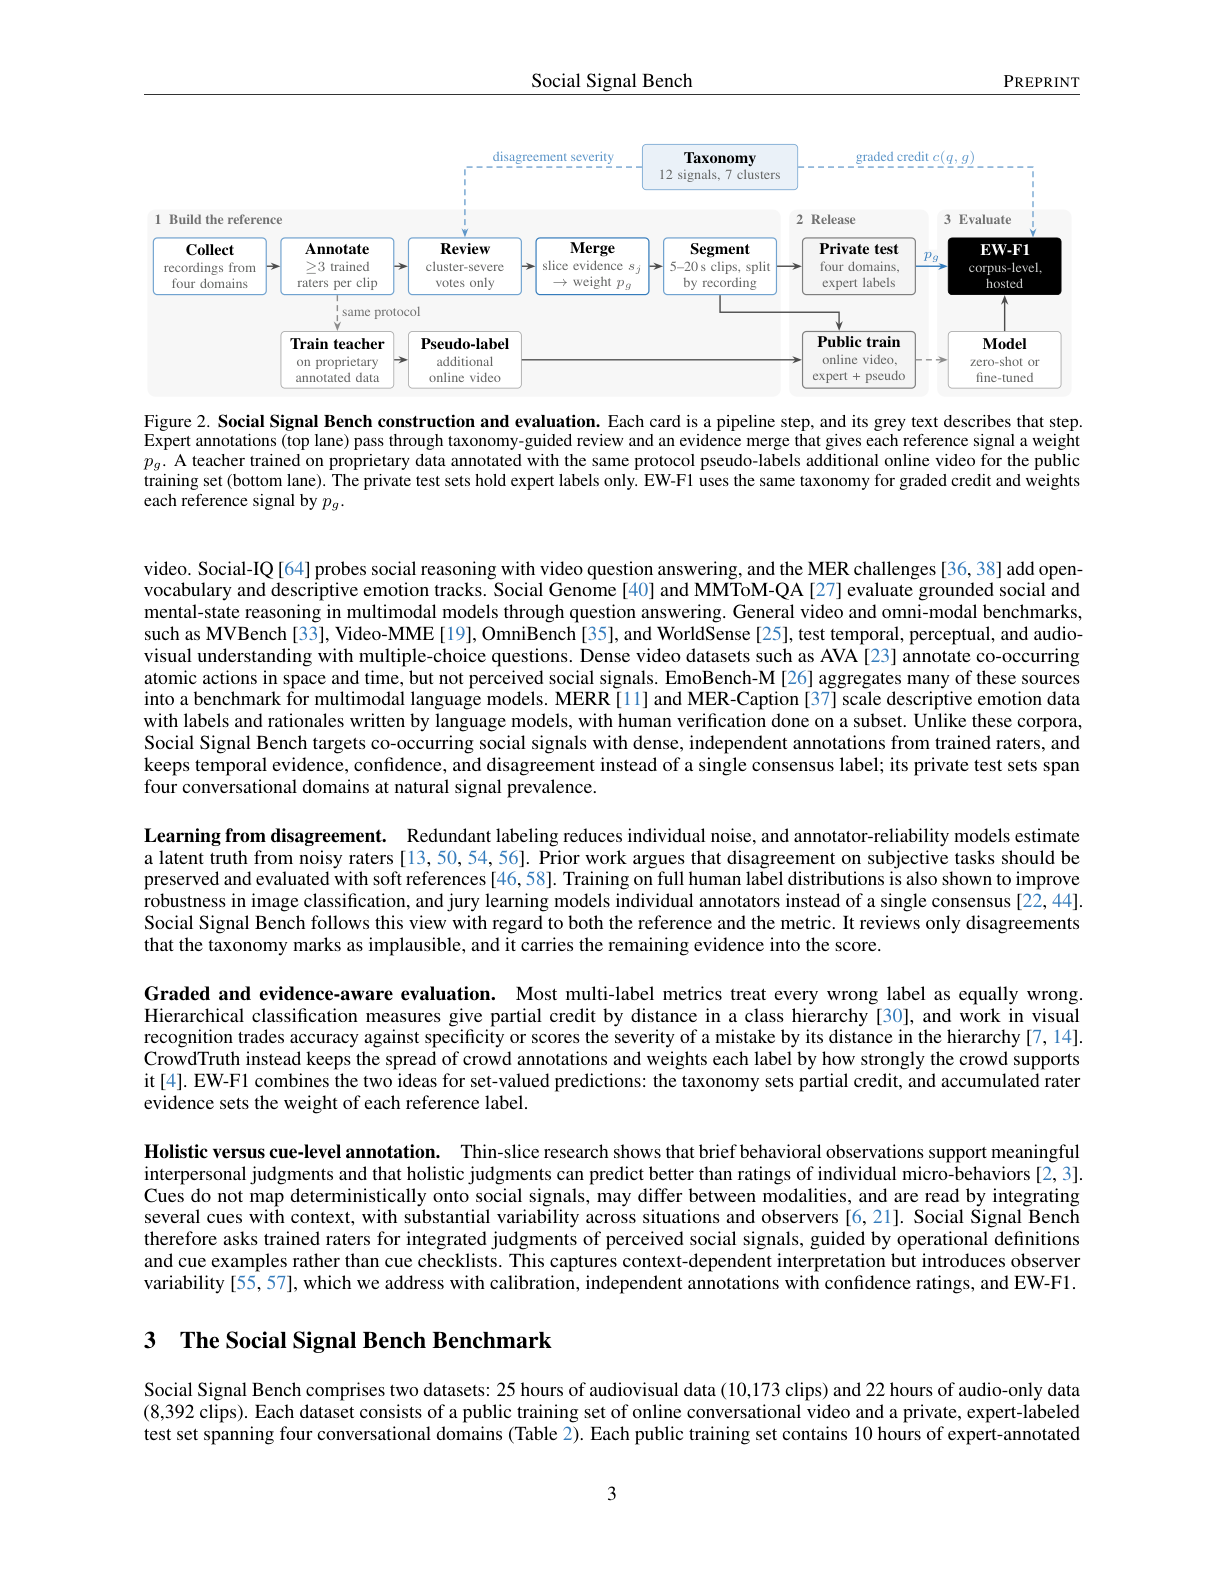 Social Signal Bench
PREPRINT
disagreement severity
Taxonomy
12 signals, 7 clusters
graded credit c(q, g)
1 Build the reference
2 Release
3 Evaluate
Collect
recordings from
four domains
Annotate
≥3 trained
raters per clip
Review
cluster-severe
votes only
Merge
slice evidence sj
→ weight pg
Segment
5–20 s clips, split
by recording
Private test
four domains,
expert labels
pg
EW-F1
corpus-level,
hosted
same protocol
Train teacher
on proprietary
annotated data
Pseudo-label
additional
online video
Public train
online video,
expert + pseudo
Model
zero-shot or
fine-tuned
Figure 2. Social Signal Bench construction and evaluation. Each card is a pipeline step, and its grey text describes that step.
Expert annotations (top lane) pass through taxonomy-guided review and an evidence merge that gives each reference signal a weight
pg. A teacher trained on proprietary data annotated with the same protocol pseudo-labels additional online video for the public
training set (bottom lane). The private test sets hold expert labels only. EW-F1 uses the same taxonomy for graded credit and weights
each reference signal by pg.
video. Social-IQ [64] probes social reasoning with video question answering, and the MER challenges [36, 38] add open-
vocabulary and descriptive emotion tracks. Social Genome [40] and MMToM-QA [27] evaluate grounded social and
mental-state reasoning in multimodal models through question answering. General video and omni-modal benchmarks,
such as MVBench [33], Video-MME [19], OmniBench [35], and WorldSense [25], test temporal, perceptual, and audio-
visual understanding with multiple-choice questions. Dense video datasets such as AVA [23] annotate co-occurring
atomic actions in space and time, but not perceived social signals. EmoBench-M [26] aggregates many of these sources
into a benchmark for multimodal language models. MERR [11] and MER-Caption [37] scale descriptive emotion data
with labels and rationales written by language models, with human verification done on a subset. Unlike these corpora,
Social Signal Bench targets co-occurring social signals with dense, independent annotations from trained raters, and
keeps temporal evidence, confidence, and disagreement instead of a single consensus label; its private test sets span
four conversational domains at natural signal prevalence.
Learning from disagreement. Redundant labeling reduces individual noise, and annotator-reliability models estimate
a latent truth from noisy raters [13, 50, 54, 56]. Prior work argues that disagreement on subjective tasks should be
preserved and evaluated with soft references [46, 58]. Training on full human label distributions is also shown to improve
robustness in image classification, and jury learning models individual annotators instead of a single consensus [22, 44].
Social Signal Bench follows this view with regard to both the reference and the metric. It reviews only disagreements
that the taxonomy marks as implausible, and it carries the remaining evidence into the score.
Graded and evidence-aware evaluation. Most multi-label metrics treat every wrong label as equally wrong.
Hierarchical classification measures give partial credit by distance in a class hierarchy [30], and work in visual
recognition trades accuracy against specificity or scores the severity of a mistake by its distance in the hierarchy [7, 14].
CrowdTruth instead keeps the spread of crowd annotations and weights each label by how strongly the crowd supports
it [4]. EW-F1 combines the two ideas for set-valued predictions: the taxonomy sets partial credit, and accumulated rater
evidence sets the weight of each reference label.
Holistic versus cue-level annotation. Thin-slice research shows that brief behavioral observations support meaningful
interpersonal judgments and that holistic judgments can predict better than ratings of individual micro-behaviors [2, 3].
Cues do not map deterministically onto social signals, may differ between modalities, and are read by integrating
several cues with context, with substantial variability across situations and observers [6, 21]. Social Signal Bench
therefore asks trained raters for integrated judgments of perceived social signals, guided by operational definitions
and cue examples rather than cue checklists. This captures context-dependent interpretation but introduces observer
variability [55, 57], which we address with calibration, independent annotations with confidence ratings, and EW-F1.
3 The Social Signal Bench Benchmark
Social Signal Bench comprises two datasets: 25 hours of audiovisual data (10,173 clips) and 22 hours of audio-only data
(8,392 clips). Each dataset consists of a public training set of online conversational video and a private, expert-labeled
test set spanning four conversational domains (Table 2). Each public training set contains 10 hours of expert-annotated
3